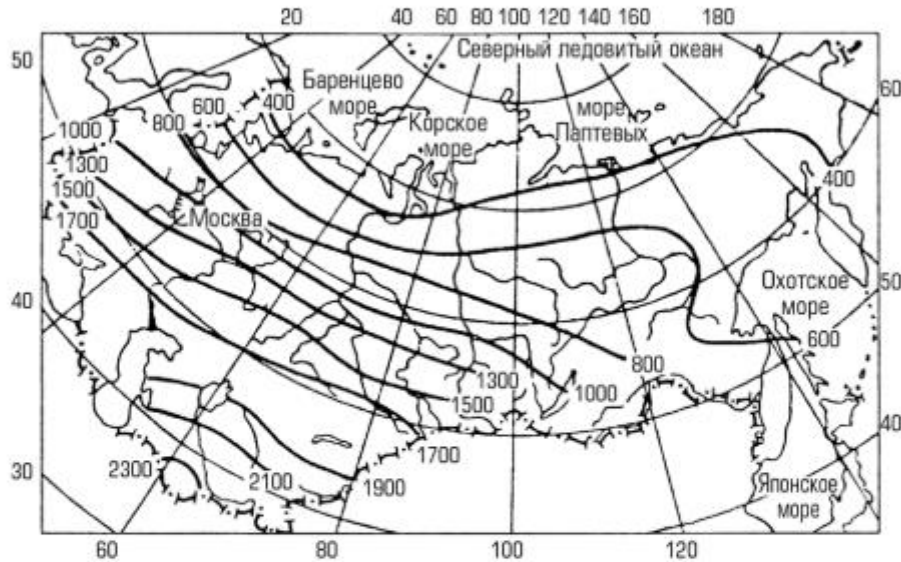 20 40 60 80 100 120 140 160 180
Северный ледовитый океан
50
Баренцево
море
400
600
800
1000
1300
1500
1700
Карское
море
море
Лаптевых
60
400
Москва
Охотское
море
50
600
40
800
1000
1300
1500
1700
40
Японское
море
2300
2100
1900
30
60 80 100 120